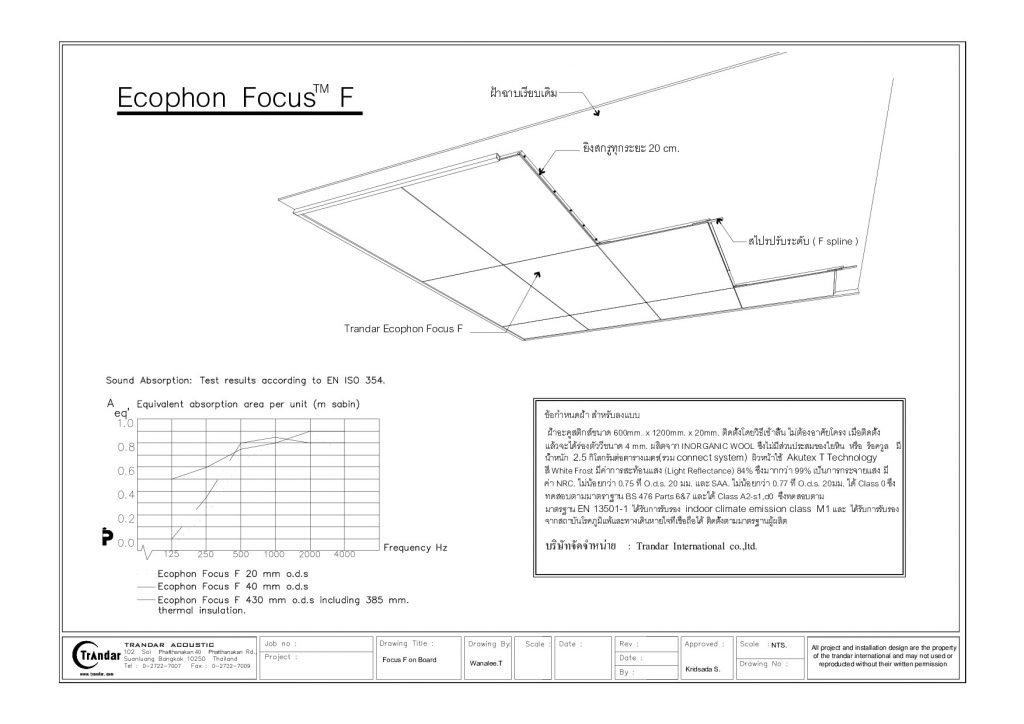 Ecophon Focus™ F
ฝ้าฉาบเรียบเดิม
ยิงสกรูทุกระยะ 20 cm.
สไปรปรับระดับ ( F spline )
Trandar Ecophon Focus F
Sound Absorption: Test results according to EN ISO 354.
A eq' Equivalent absorption area per unit (m sabin)
1.0
0.8
0.6
0.4
0.2
0.0
125 250 500 1000 2000 4000 Frequency Hz
Ecophon Focus F 20 mm o.d.s
Ecophon Focus F 40 mm o.d.s
Ecophon Focus F 430 mm o.d.s including 385 mm.
thermal insulation.
ข้อกำหนดฝ้า สำหรับลงแบบ
ฝ้าอะคูสติกส์ขนาด 600mm. x 1200mm. x 20mm. ติดตั้งโดยวิธีเข้าลิ้น ไม่ต้องอาศัยโครง เมื่อติดตั้ง
แล้วจะได้ร่องตัววีขนาด 4 mm. ผลิตจาก INORGANIC WOOL ซึ่งไม่มีส่วนประสมของใยหิน หรือ ร็อควูล มี
น้ำหนัก 2.5 กิโลกรัมต่อตารางเมตร(รวม connect system) ผิวหน้าใช้ Akutex T Technology
สี White Frost มีค่าการสะท้อนแสง (Light Reflectance) 84% ซึ่งมากกว่า 99% เป็นการกระจายแสง มี
ค่า NRC. ไม่น้อยกว่า 0.75 ที่ O.d.s. 20 มม. และ SAA. ไม่น้อยกว่า 0.77 ที่ O.d.s. 20มม. ได้ Class 0 ซึ่ง
ทดสอบตามมาตราฐาน BS 476 Parts 6&7 และได้ Class A2-s1,d0 ซึ่งทดสอบตาม
มาตรฐาน EN 13501-1 ได้รับการรับรอง indoor climate emission class M1 และ ได้รับการรับรอง
จากสถาบันโรคภูมิแพ้และทางเดินหายใจที่เชื่อถือได้ ติดตั้งตามมาตรฐานผู้ผลิต
บริษัทจัดจำหน่าย : Trandar International co.,ltd.
Trandar
www.trandar.com
TRANDAR ACOUSTIC
102 Soi Phatthanakan 40 Phatthanakan Rd.,
Suanluang Bangkok 10250 Thailand
Tel : 0-2722-7007 Fax : 0-2722-7009
Job no :
Project :
Drawing Title :
Focus F on Board
Drawing By:
Wanalee.T
Scale :
Date :
Rev :
Date :
By :
Approved :
Kridsada S.
Scale : NTS.
Drawing No :
All project and installation design are the property
of the trandar international and may not used or
reproducted without their written permission